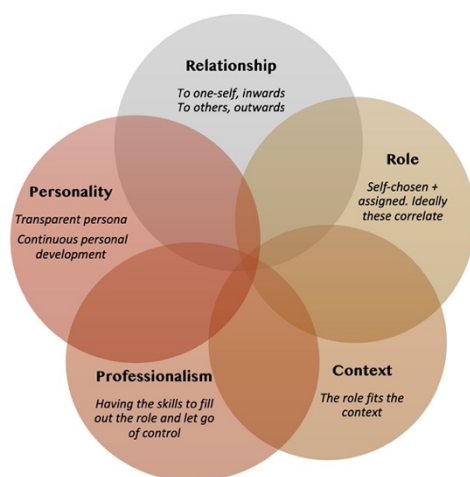 Relationship
To one-self, inwards
To others, outwards
Role
Self-chosen +
assigned. Ideally
these correlate
Personality
Transparent persona
Continuous personal
development
Context
The role fits the
context
Professionalism
Having the skills to fill
out the role and let go
of control